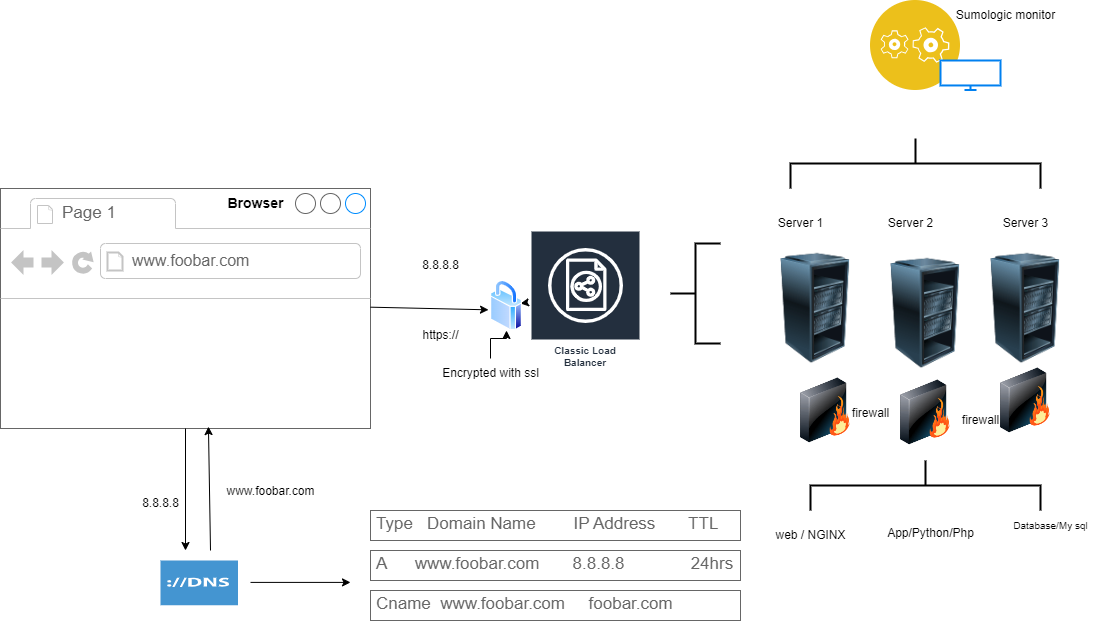 Sumologic monitor
Browser
Page 1
www.foobar.com
8.8.8.8
https://
Encrypted with ssl
Classic Load
Balancer
Server 1
Server 2
Server 3
firewall
firewall
8.8.8.8
www.foobar.com
://DNS
Type Domain Name IP Address TTL
A www.foobar.com 8.8.8.8 24hrs
Cname www.foobar.com foobar.com
web / NGINX
App/Python/Php
Database/My sql